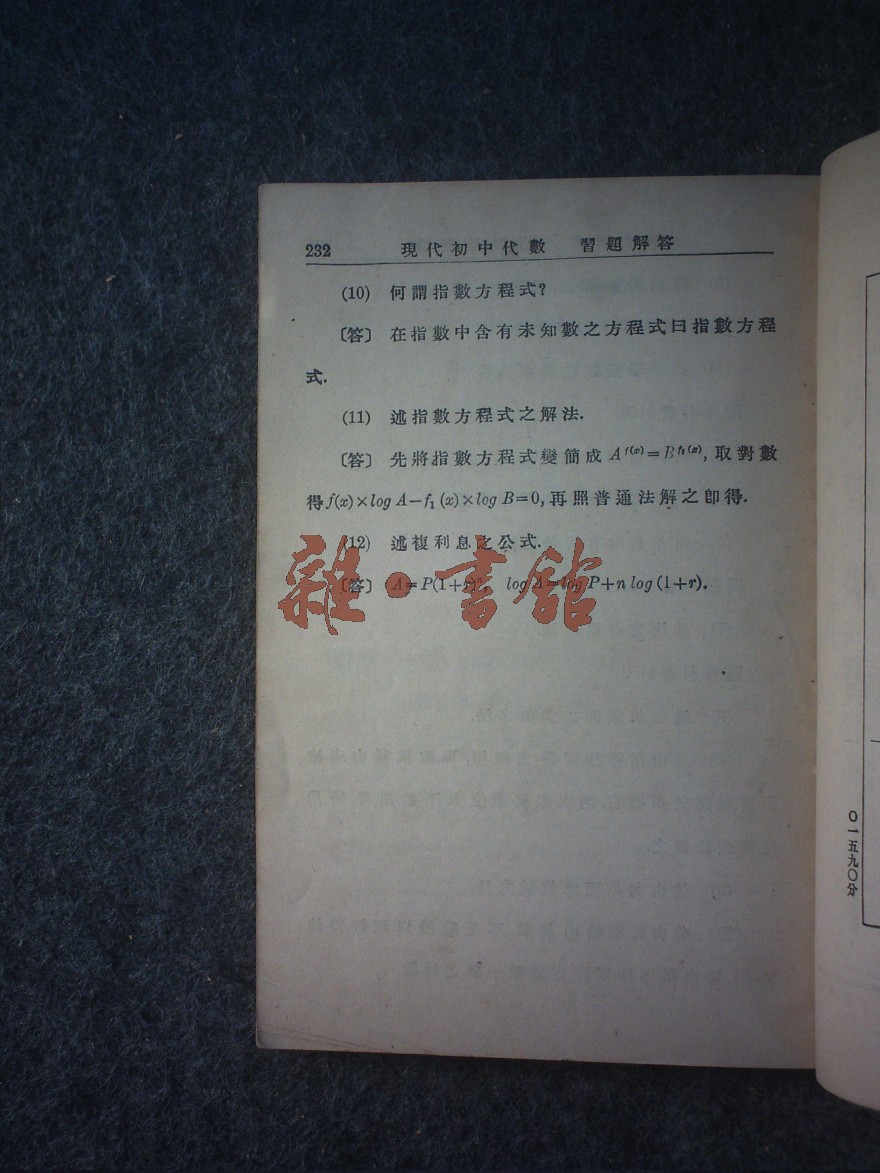 232 現代初中代數 習題解答
(10) 何謂指數方程式?
〔答〕 在指數中含有未知數之方程式曰指數方程
式.
(11) 述指數方程式之解法.
〔答〕 先將指數方程式變簡成 A^{f(x)}=B^{f₁(x)}, 取對數
得 f(x)×log A−f₁(x)×log B=0, 再照普通法解之卽得.
(12) 述複利息之公式.
〔答〕 A=P(1+r)ⁿ, log A=log P+n log (1+r).
雜·書館
〇一五九〇分